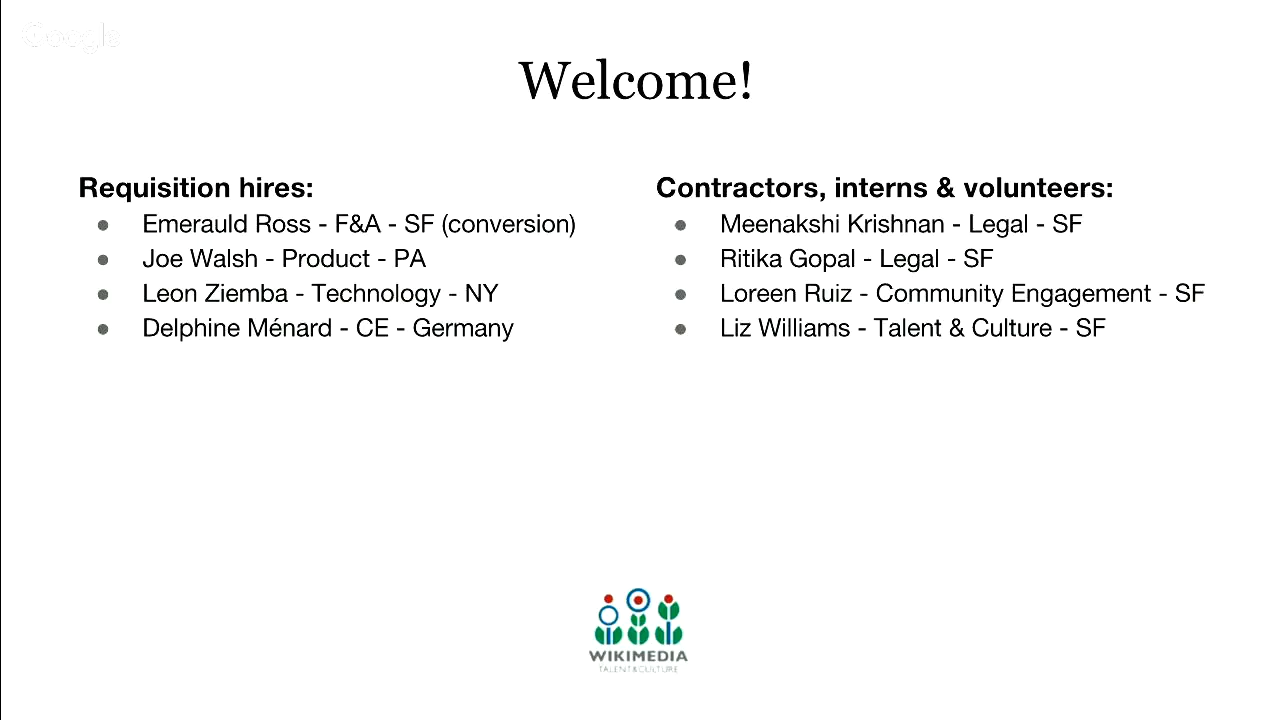 Google
Welcome!
Requisition hires:
● Emerauld Ross - F&A - SF (conversion)
● Joe Walsh - Product - PA
● Leon Ziemba - Technology - NY
● Delphine Ménard - CE - Germany
Contractors, interns & volunteers:
● Meenakshi Krishnan - Legal - SF
● Ritika Gopal - Legal - SF
● Loreen Ruiz - Community Engagement - SF
● Liz Williams - Talent & Culture - SF
WIKIMEDIA
TALENT&CULTURE